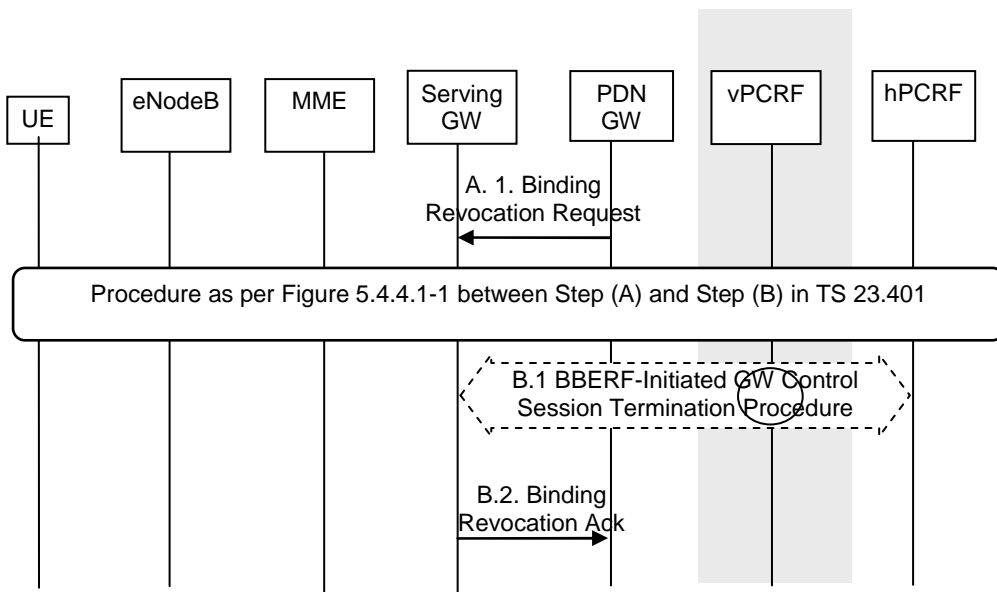 UE
eNodeB
MME
Serving
GW
PDN
GW
vPCRF
hPCRF
A. 1. Binding
Revocation Request
Procedure as per Figure 5.4.4.1-1 between Step (A) and Step (B) in TS 23.401
B.1 BBERF-Initiated GW Control
Session Termination Procedure
B.2. Binding
Revocation Ack